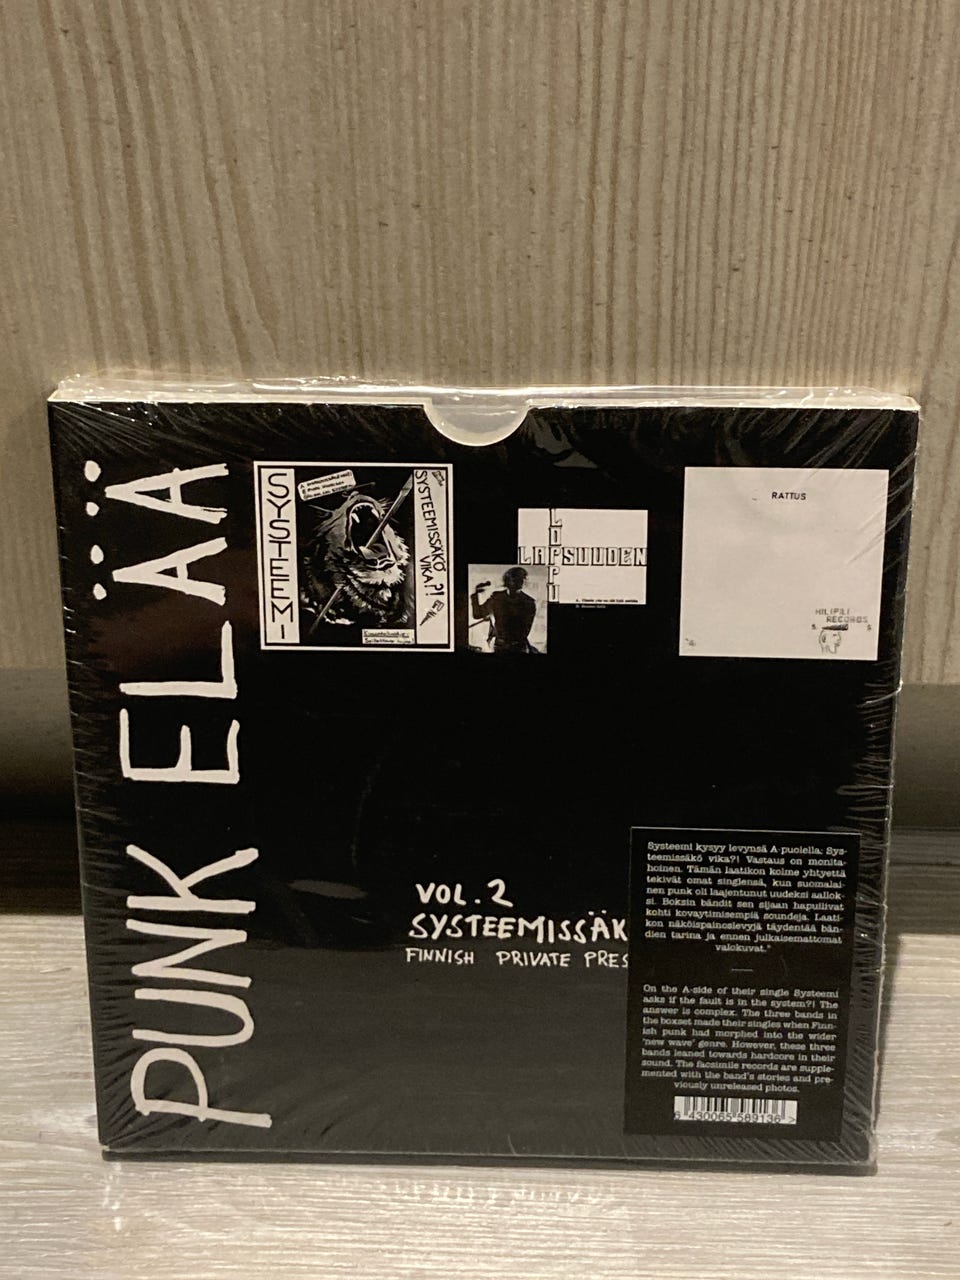 PUNK ELÄÄ
SYSTEEMI
SYSTEEMISSÄKÖ
VIKA?!
LOPPU
LAPSUUDEN
RATTUS
HILIPILI
RECORDS
VOL.2
SYSTEEMISSÄK
FINNISH PRIVATE PRES
Systeemi kysyy levynsä A-puolella: Sys-
teemissäkö vika?! Vastaus on monita-
hoinen. Tämän laatikon kolme yhtyettä
tekivät omat singlensä, kun suomalai-
nen punk oli laajentunut uudeksi aallok-
si. Boksin bändit sen sijaan hapuilivat
kohti kovaytimisempiä soundeja. Laati-
kon näköispainoslevyjä täydentää bän-
dien tarina ja ennen julkaisemattomat
valokuvat."
On the A-side of their single Systeemi
asks if the fault is in the system?! The
answer is complex. The three bands in
the boxset made their singles when Finn-
ish punk had morphed into the wider
'new wave' genre. However, these three
bands leaned towards hardcore in their
sound. The facsimile records are supple-
mented with the band's stories and pre-
viously unreleased photos.
6 430065 589136 >